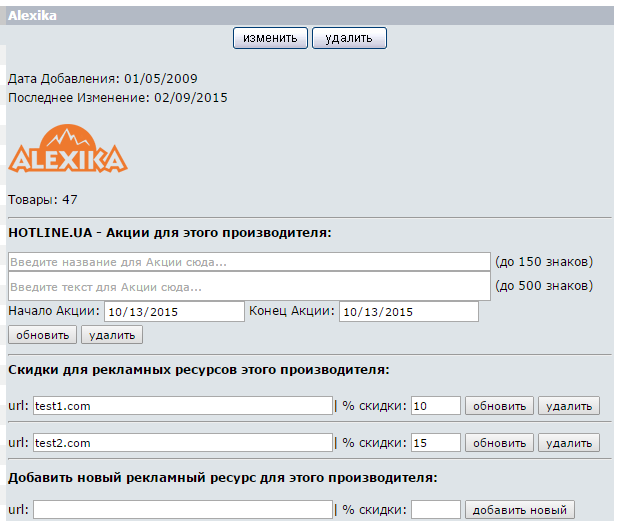 Alexika
изменить удалить
Дата Добавления: 01/05/2009
Последнее Изменение: 02/09/2015
ALEXIKA
Товары: 47
HOTLINE.UA - Акции для этого производителя:
Введите название для Акции сюда... (до 150 знаков)
Введите текст для Акции сюда... (до 500 знаков)
Начало Акции: 10/13/2015 Конец Акции: 10/13/2015
обновить удалить
Скидки для рекламных ресурсов этого производителя:
url: test1.com | % скидки: 10 обновить удалить
url: test2.com | % скидки: 15 обновить удалить
Добавить новый рекламный ресурс для этого производителя:
url: | % скидки: добавить новый